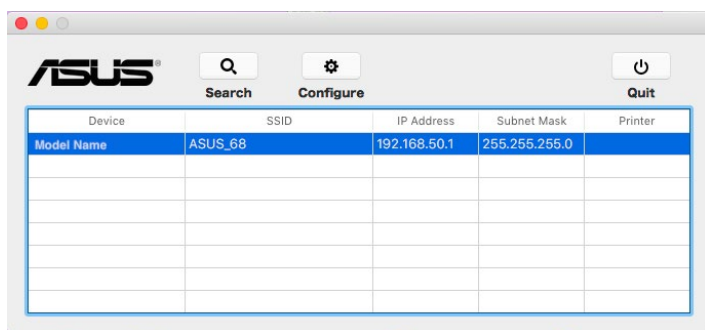 ASUS®
Search Configure Quit
Device SSID IP Address Subnet Mask Printer
Model Name ASUS_68 192.168.50.1 255.255.255.0